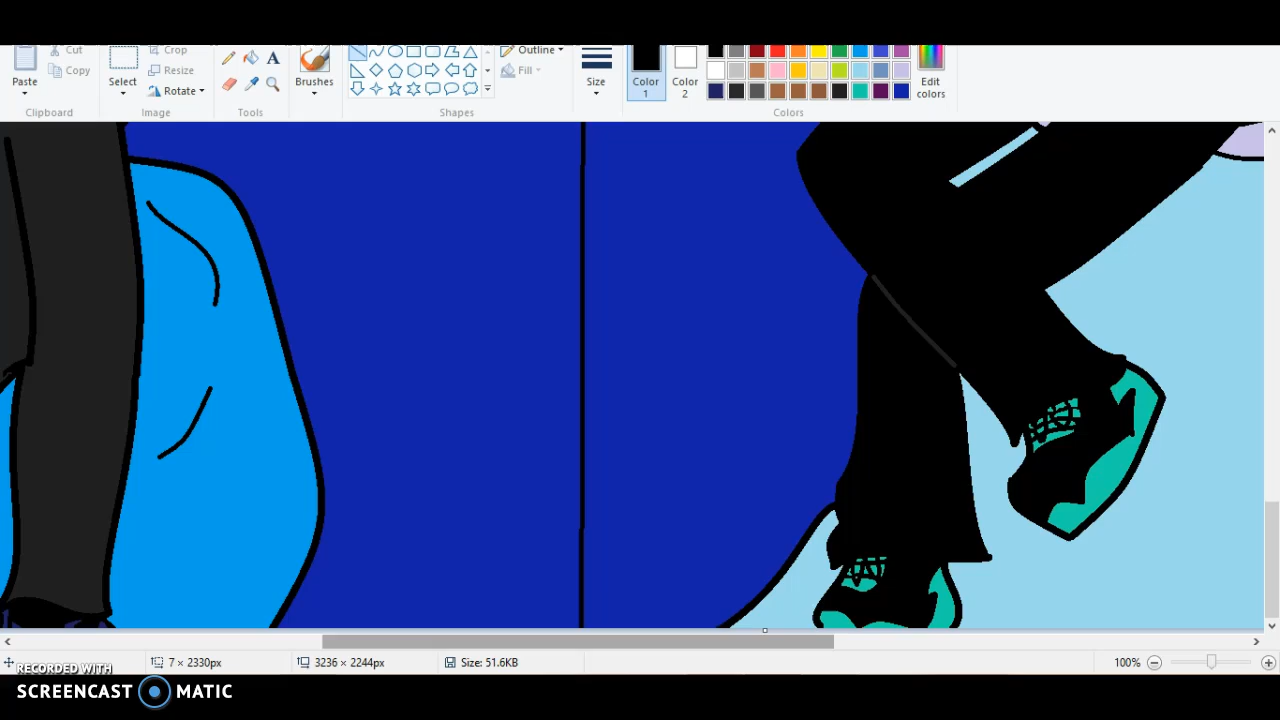 Cut
Crop
Outline
Copy
Resize
Fill
Paste
Select
Rotate
A
Brushes
Size
Color
1
Color
2
Edit
colors
Clipboard
Image
Tools
Shapes
Colors
7 × 2330px
3236 × 2244px
Size: 51.6KB
100%
RECORDED WITH
SCREENCAST MATIC